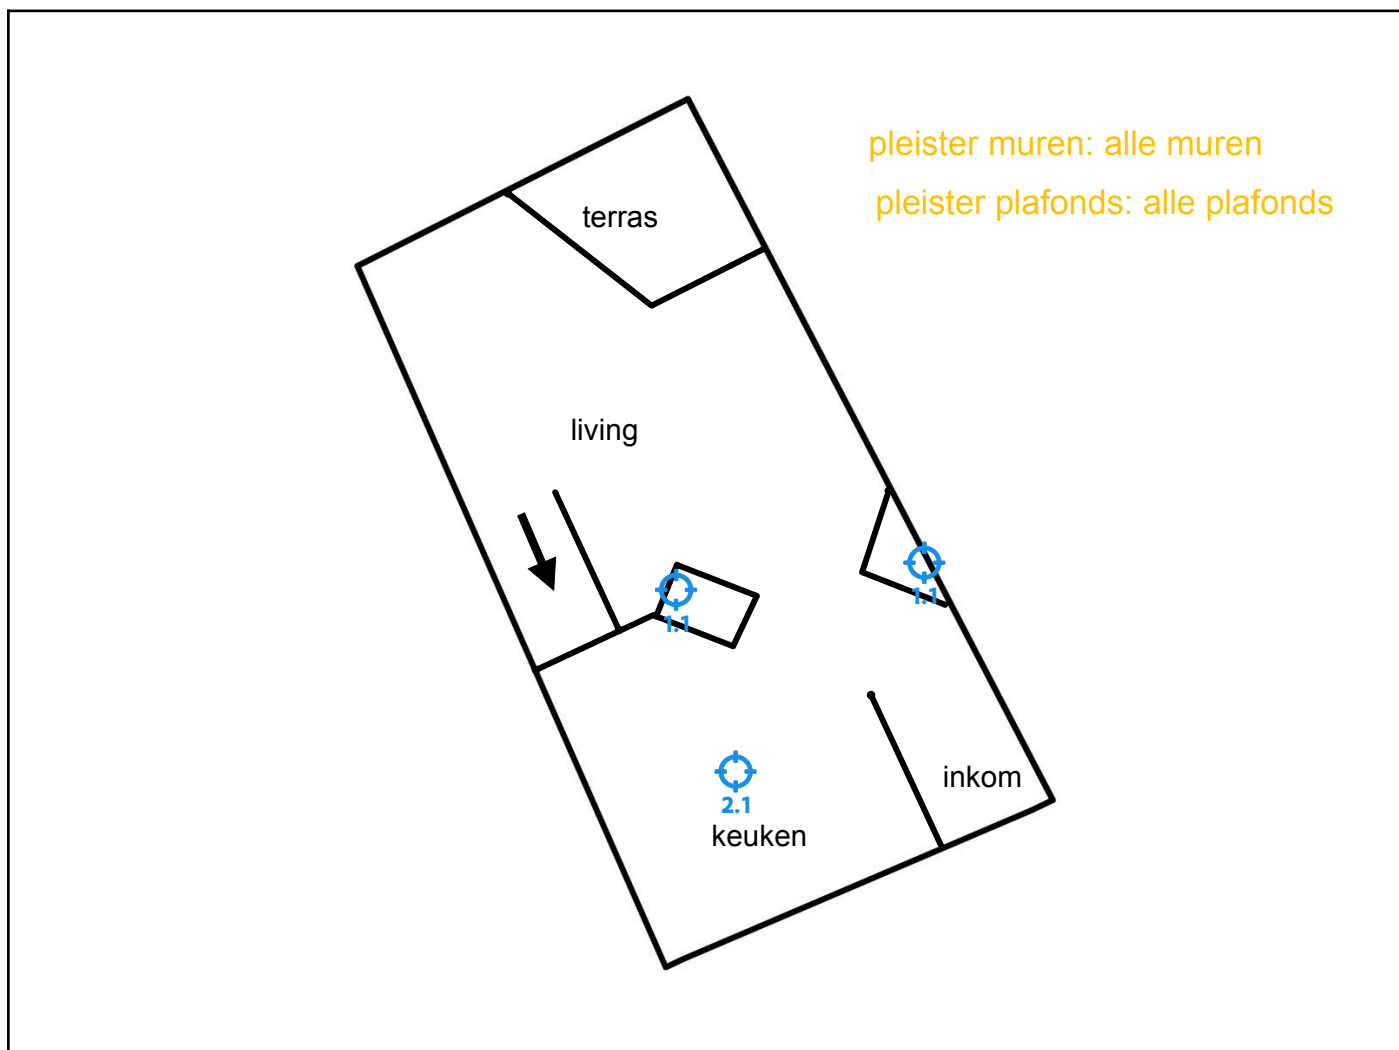 pleister muren: alle muren
pleister plafonds: alle plafonds
terras
living
1.1
1.1
inkom
2.1
keuken